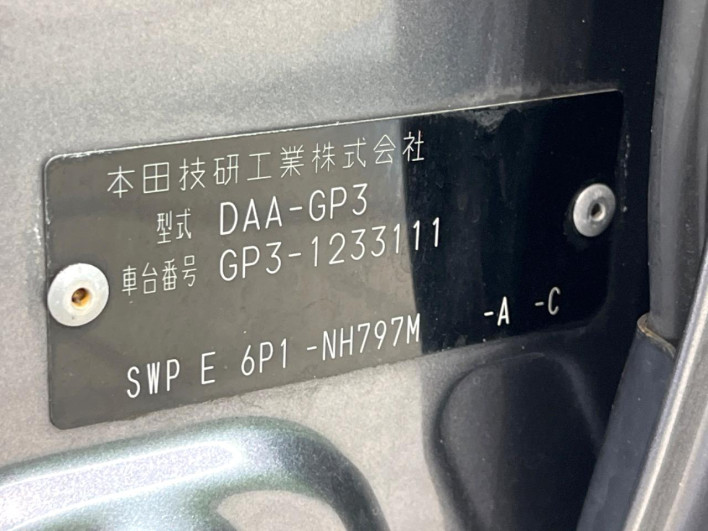 本田技研工業株式会社
型式 DAA-GP3
車台番号 GP3-1233111
SWP E 6P1 -NH797M -A -C